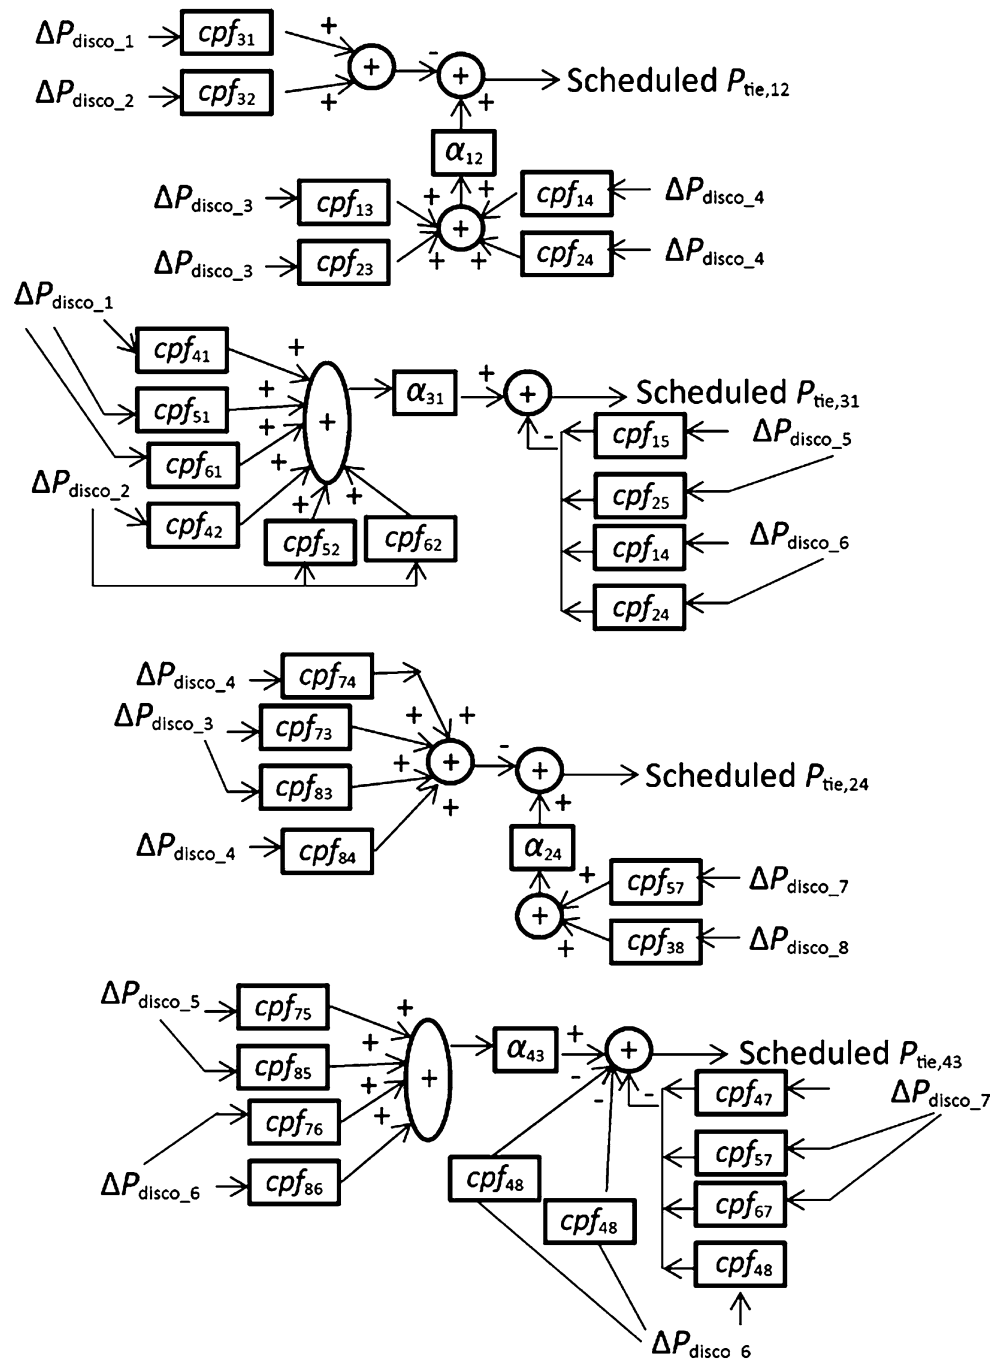 ΔPdisco_1 cpf31 +
+ - + Scheduled Ptie,12
ΔPdisco_2 cpf32 + +
α12
ΔPdisco_3 cpf13 + + cpf14 ΔPdisco_4
+
ΔPdisco_3 cpf23 + + cpf24 ΔPdisco_4
ΔPdisco_1
cpf41 +
+ α31 + + Scheduled Ptie,31
cpf51 + - cpf15 ΔPdisco_5
cpf61 + +
ΔPdisco_2 cpf25
cpf42 + + cpf14 ΔPdisco_6
cpf52 cpf62
cpf24
ΔPdisco_4 cpf74
ΔPdisco_3 cpf73 + +
+ + - + Scheduled Ptie,24
cpf83 + +
ΔPdisco_4 cpf84 α24
+ cpf57 ΔPdisco_7
+
+ cpf38 ΔPdisco_8
ΔPdisco_5 cpf75 +
+ α43 + + Scheduled Ptie,43
cpf85 + - - - cpf47 ΔPdisco_7
+
cpf76 + cpf57
ΔPdisco_6 cpf86 cpf48 cpf67
cpf48
cpf48
ΔPdisco_6